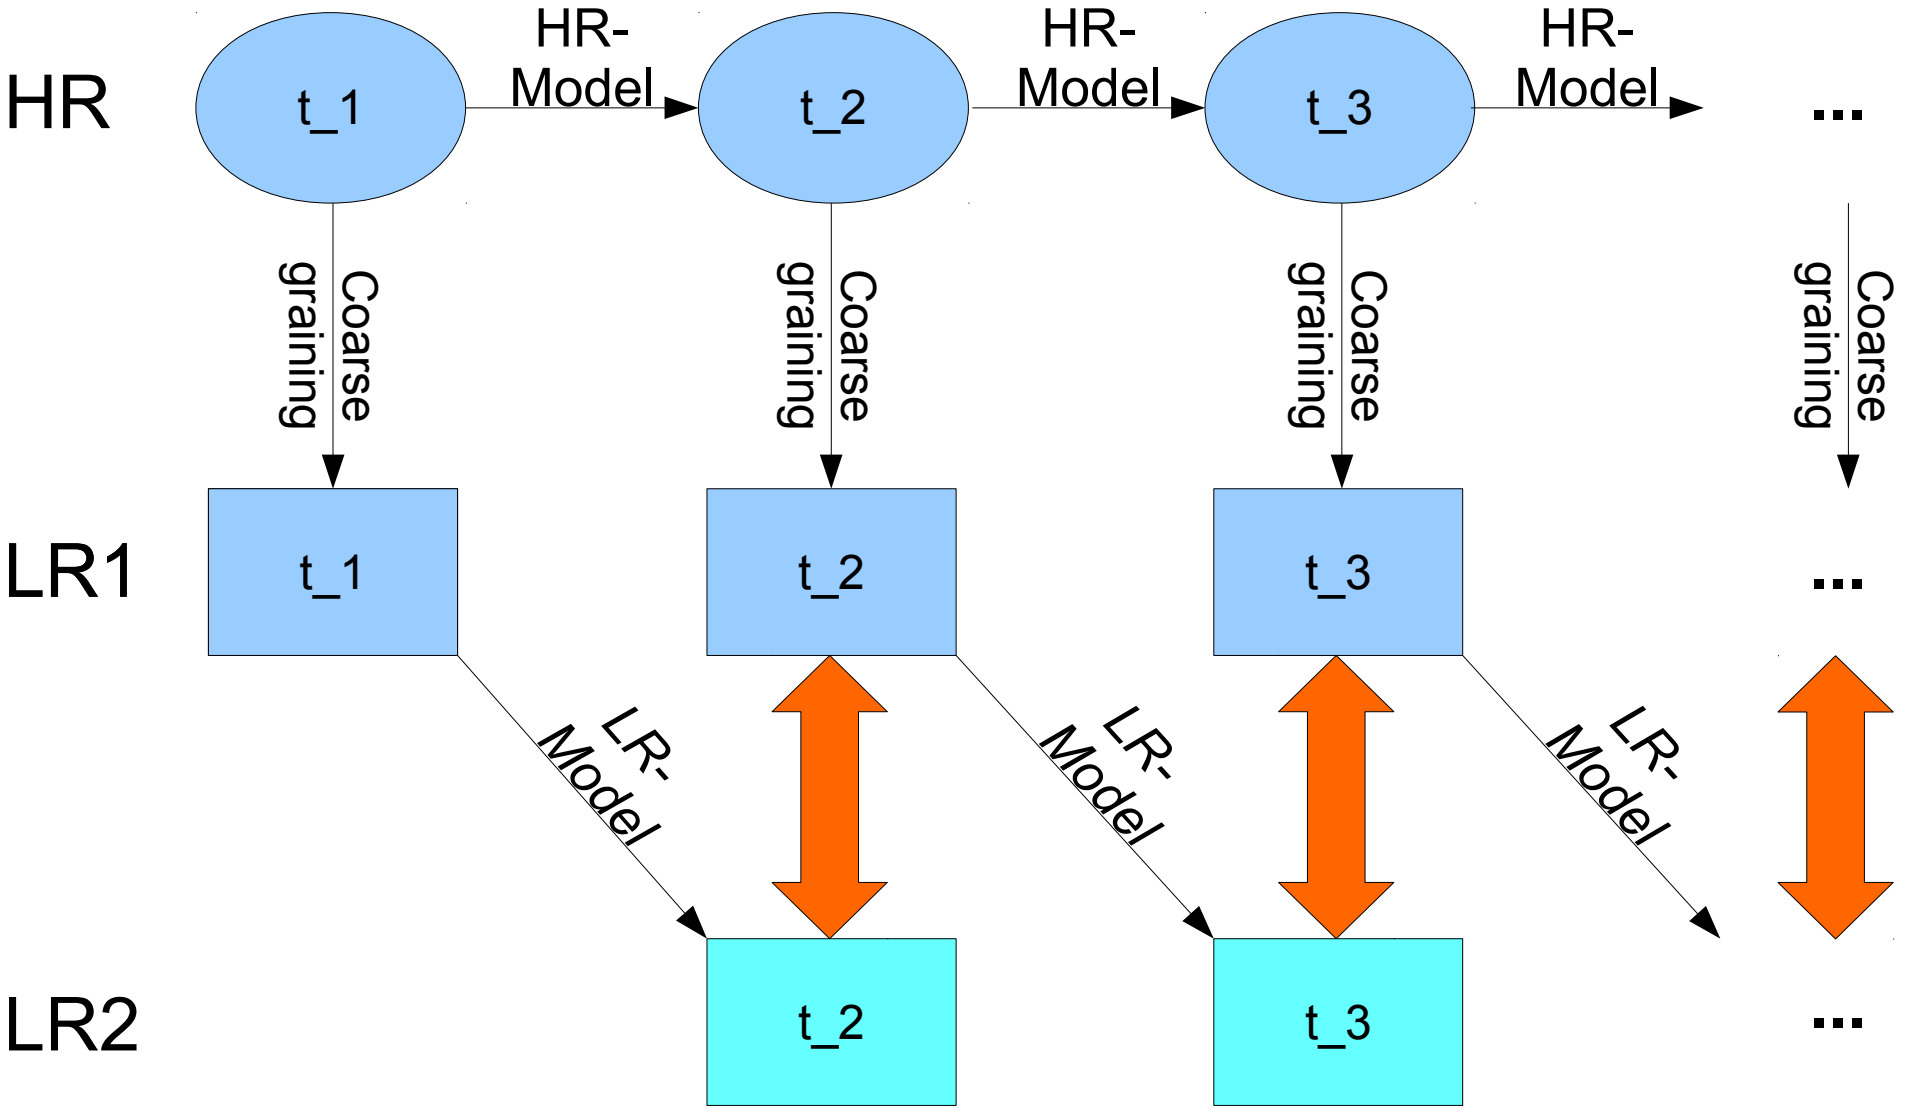 HR-
Model
HR-
Model
HR-
Model
HR
t_1
t_2
t_3
...
Coarse
graining
Coarse
graining
Coarse
graining
Coarse
graining
LR1
t_1
t_2
t_3
...
LR-
Model
LR-
Model
LR-
Model
LR2
t_2
t_3
...